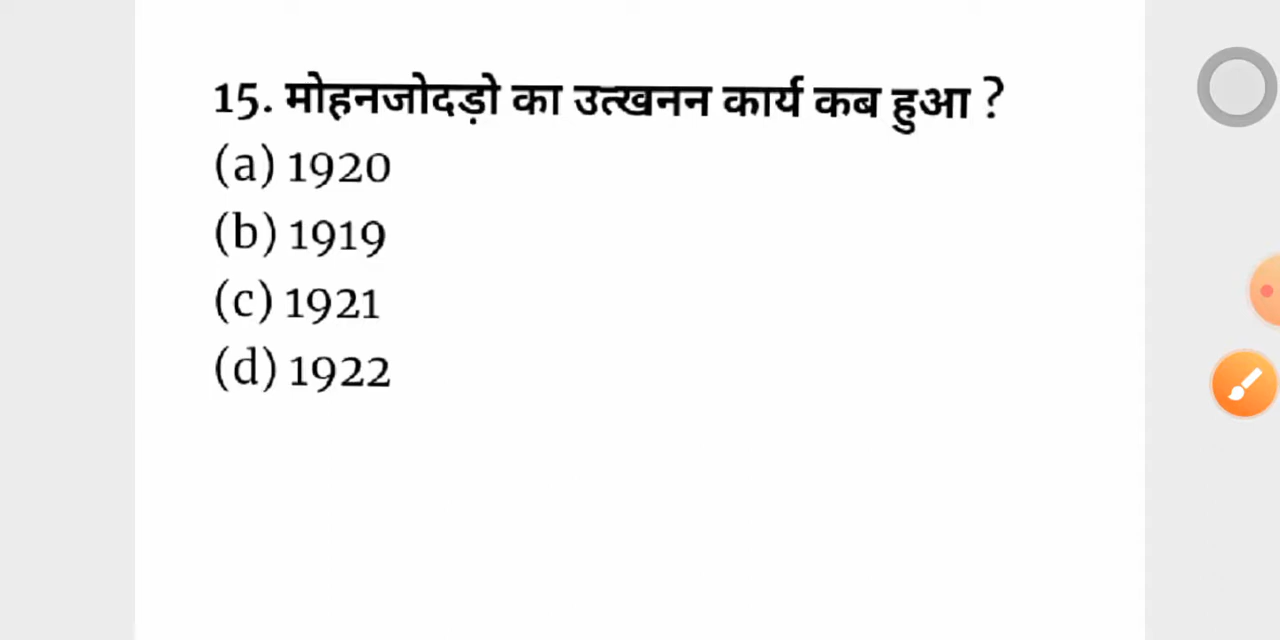 15. मोहनजोदड़ो का उत्खनन कार्य कब हुआ ?
(a) 1920
(b) 1919
(c) 1921
(d) 1922